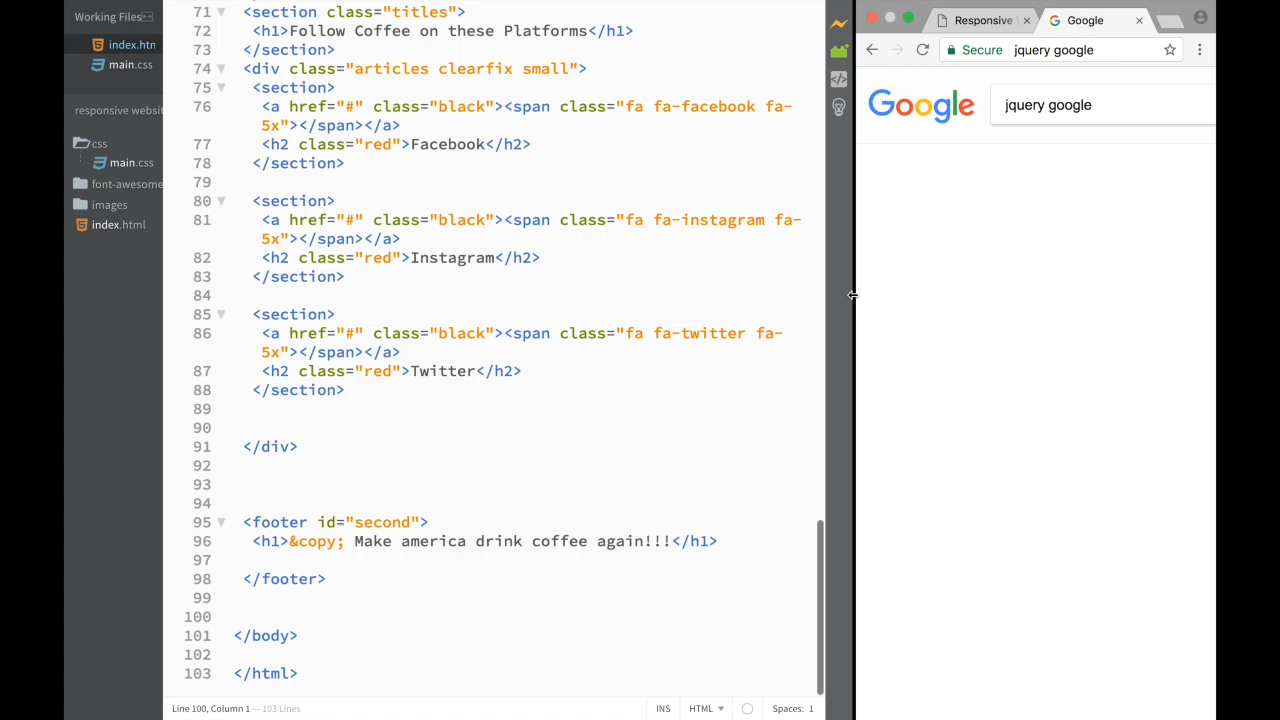 Working Files
index.htn
main.css
responsive websit
css
main.css
font-awesome
images
index.html
71 <section class="titles">
72 <h1>Follow Coffee on these Platforms</h1>
73 </section>
74 <div class="articles clearfix small">
75 <section>
76 <a href="#" class="black"><span class="fa fa-facebook fa-
5x"></span></a>
77 <h2 class="red">Facebook</h2>
78 </section>
79
80 <section>
81 <a href="#" class="black"><span class="fa fa-instagram fa-
5x"></span></a>
82 <h2 class="red">Instagram</h2>
83 </section>
84
85 <section>
86 <a href="#" class="black"><span class="fa fa-twitter fa-
5x"></span></a>
87 <h2 class="red">Twitter</h2>
88 </section>
89
90
91 </div>
92
93
94
95 <footer id="second">
96 <h1>&copy; Make america drink coffee again!!!</h1>
97
98 </footer>
99
100
101 </body>
102
103 </html>
Line 100, Column 1 — 103 Lines
INS HTML Spaces: 1
Responsive W
Google
Secure jquery google
Google
jquery google